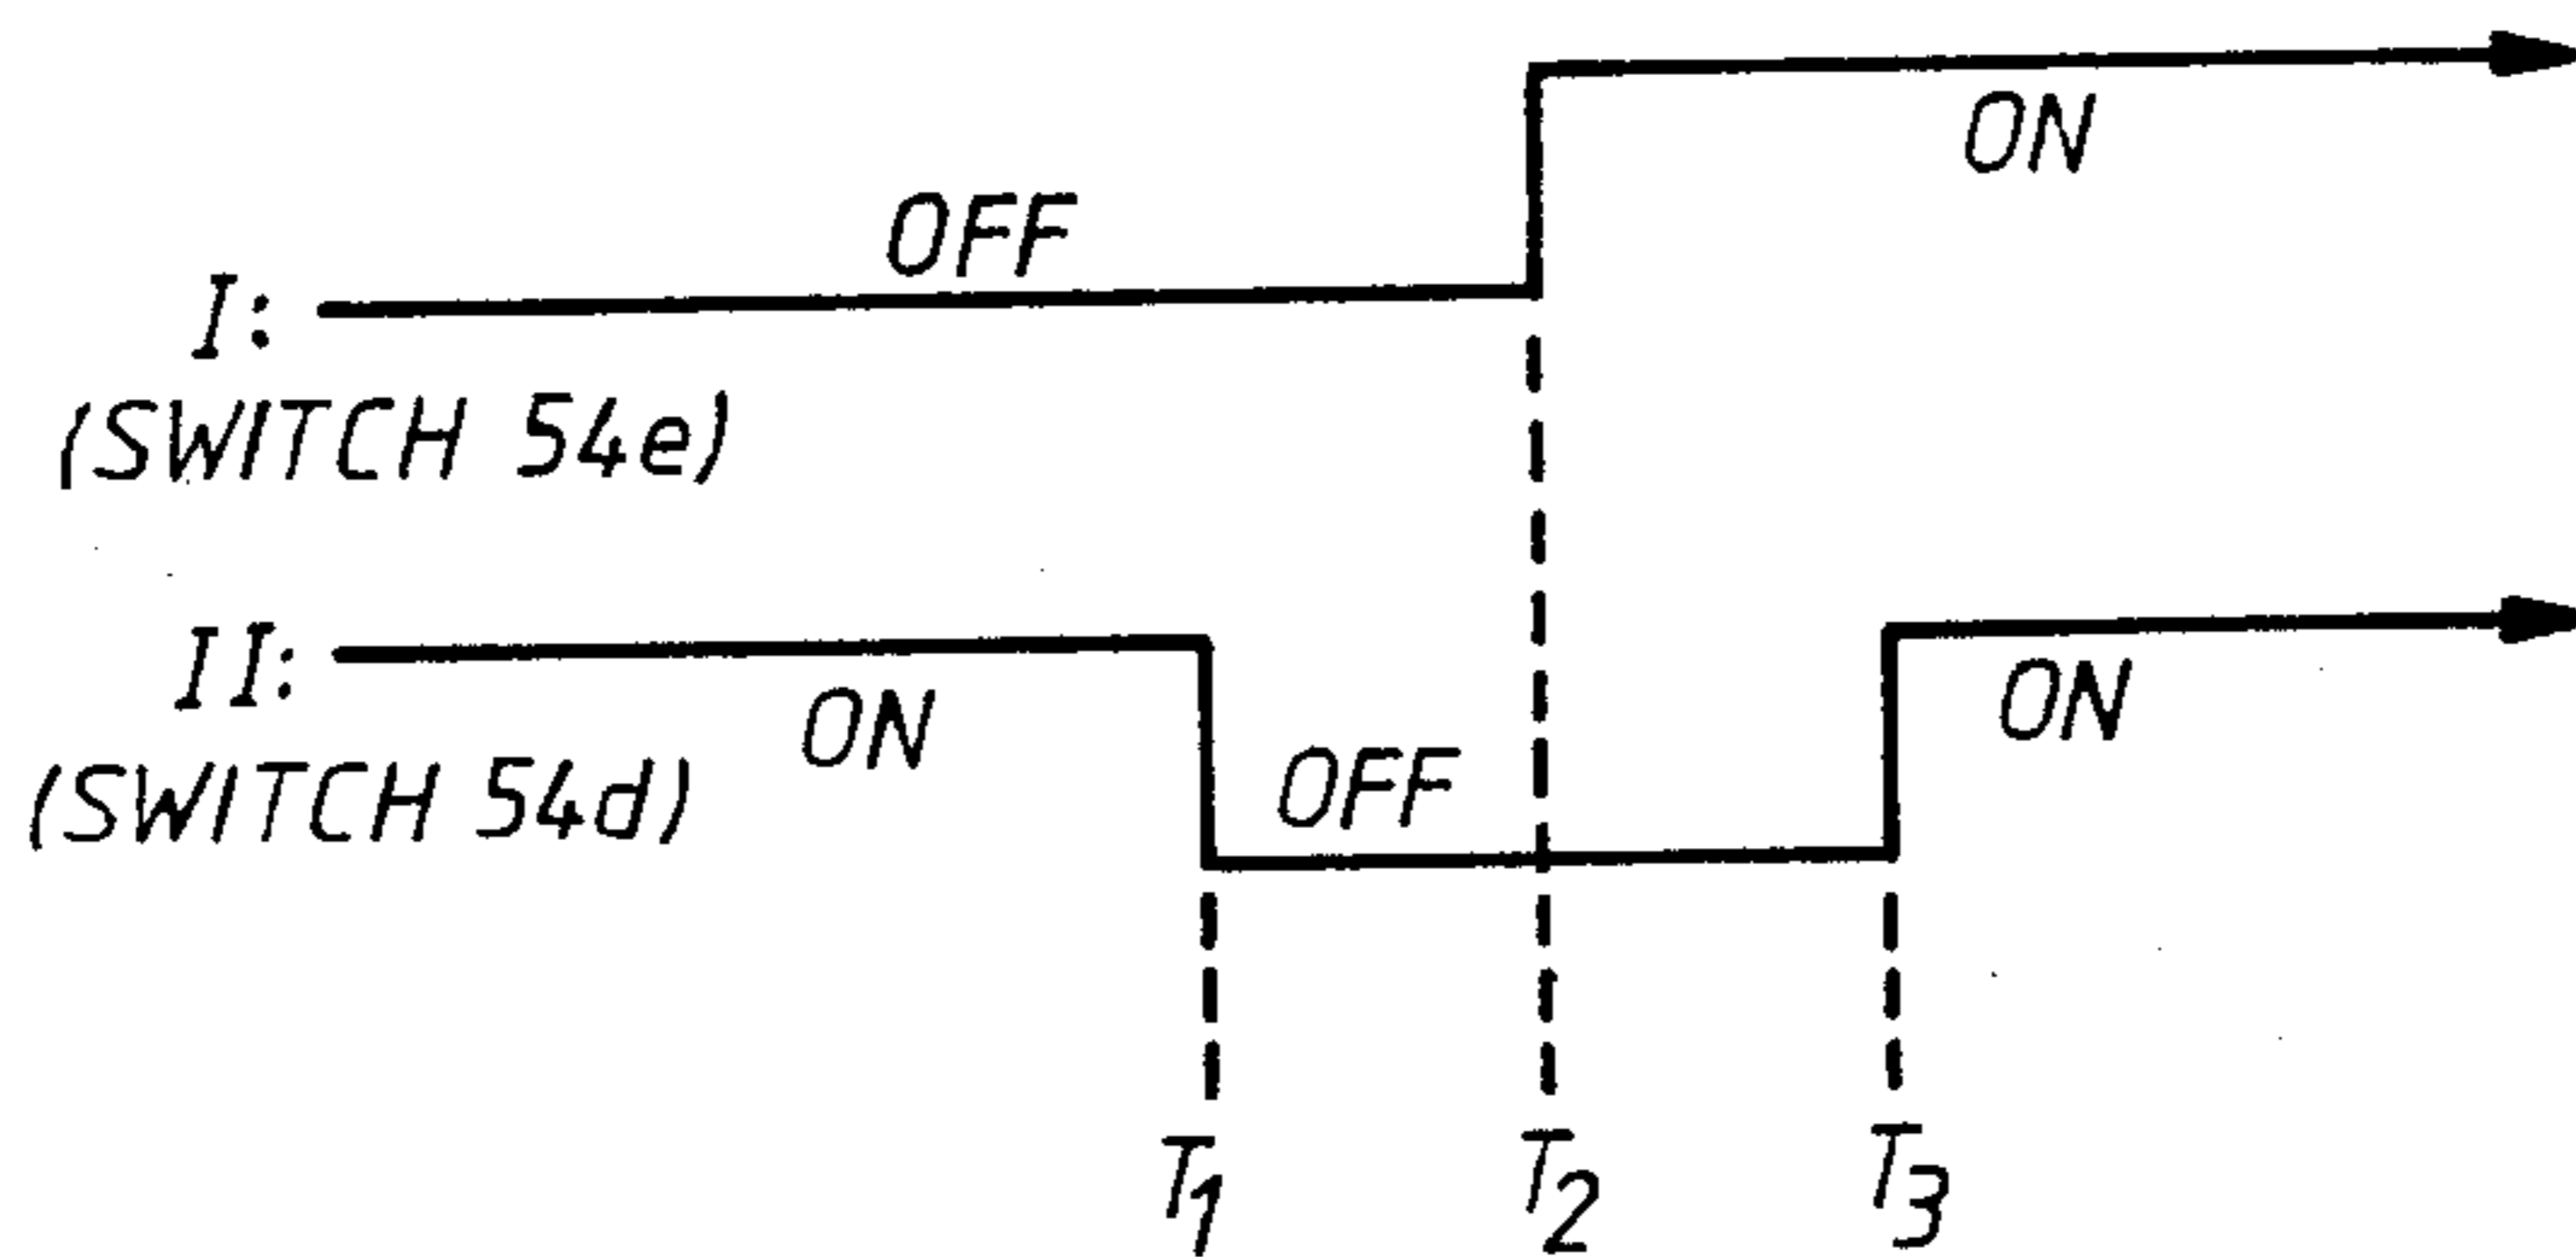 ON
OFF
I:
(SWITCH 54e)
II:
ON
ON
(SWITCH 54d)
OFF
T1 T2 T3